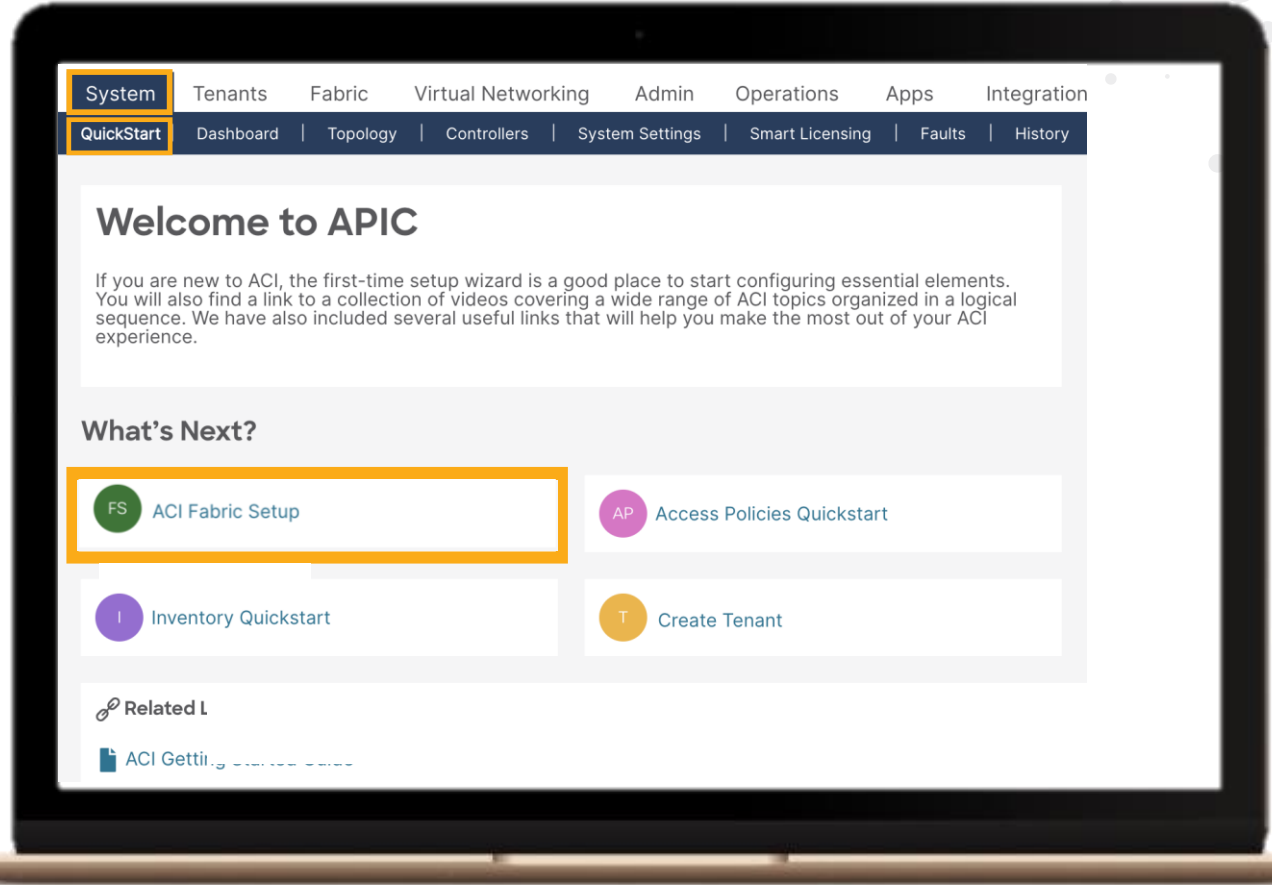 System Tenants Fabric Virtual Networking Admin Operations Apps Integration
QuickStart Dashboard | Topology | Controllers | System Settings | Smart Licensing | Faults | History
Welcome to APIC
If you are new to ACI, the first-time setup wizard is a good place to start configuring essential elements.
You will also find a link to a collection of videos covering a wide range of ACI topics organized in a logical
sequence. We have also included several useful links that will help you make the most out of your ACI
experience.
What's Next?
FS ACI Fabric Setup
AP Access Policies Quickstart
I Inventory Quickstart
T Create Tenant
Related L
ACI Getting